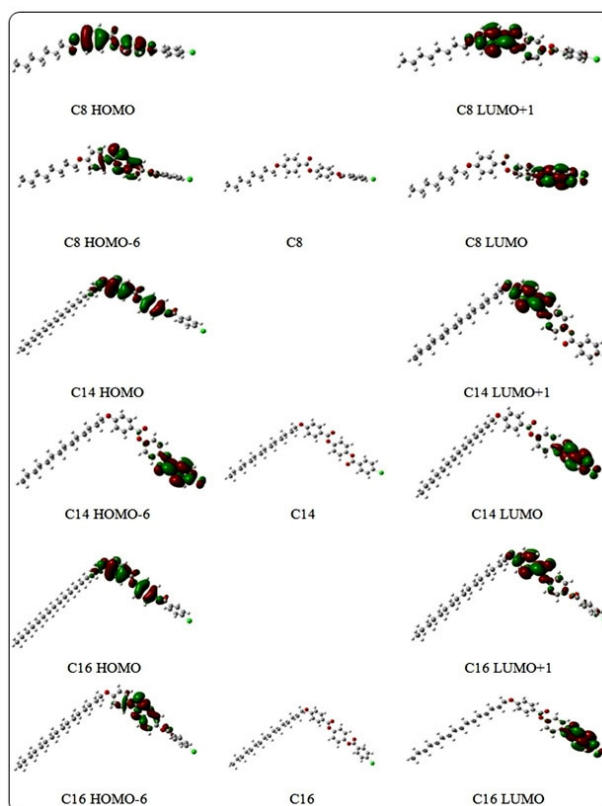 C8 HOMO C8 LUMO+1
C8 HOMO-6 C8 C8 LUMO
C14 HOMO C14 LUMO+1
C14 HOMO-6 C14 C14 LUMO
C16 HOMO C16 LUMO+1
C16 HOMO-6 C16 C16 LUMO